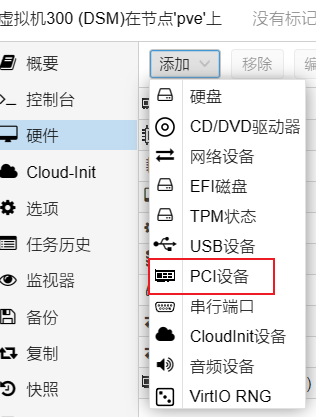 虚拟机300 (DSM)在节点'pve'上 没有标记
概要
控制台
硬件
Cloud-Init
选项
任务历史
监视器
备份
复制
快照
添加 移除 编
硬盘
CD/DVD驱动器
网络设备
EFI磁盘
TPM状态
USB设备
PCI设备
串行端口
CloudInit设备
音频设备
VirtIO RNG